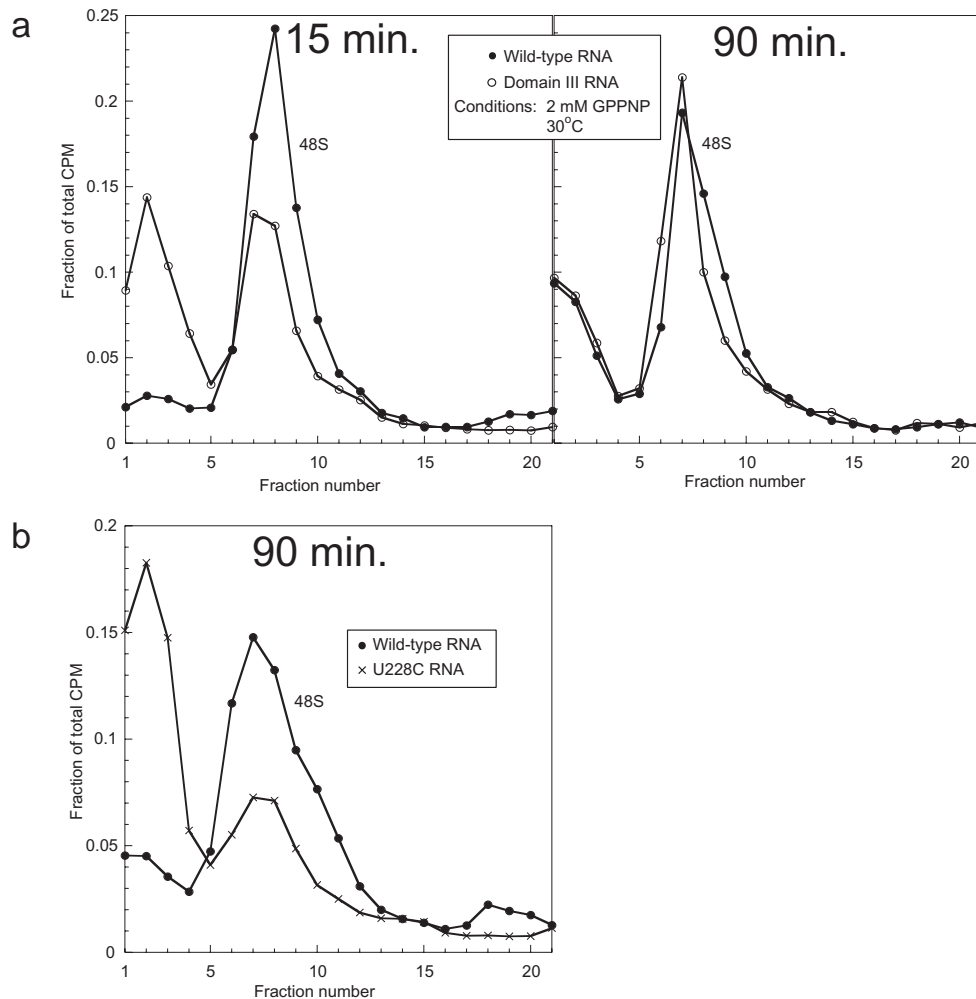 a
15 min.
90 min.
Wild-type RNA
Domain III RNA
Conditions: 2 mM GPPNP
30°C
48S
48S
Fraction of total CPM
0.25
0.2
0.15
0.1
0.05
0
1 5 10 15 20
5 10 15 20
Fraction number
Fraction number
b
90 min.
Wild-type RNA
U228C RNA
48S
Fraction of total CPM
0.2
0.15
0.1
0.05
0
1 5 10 15 20
Fraction number